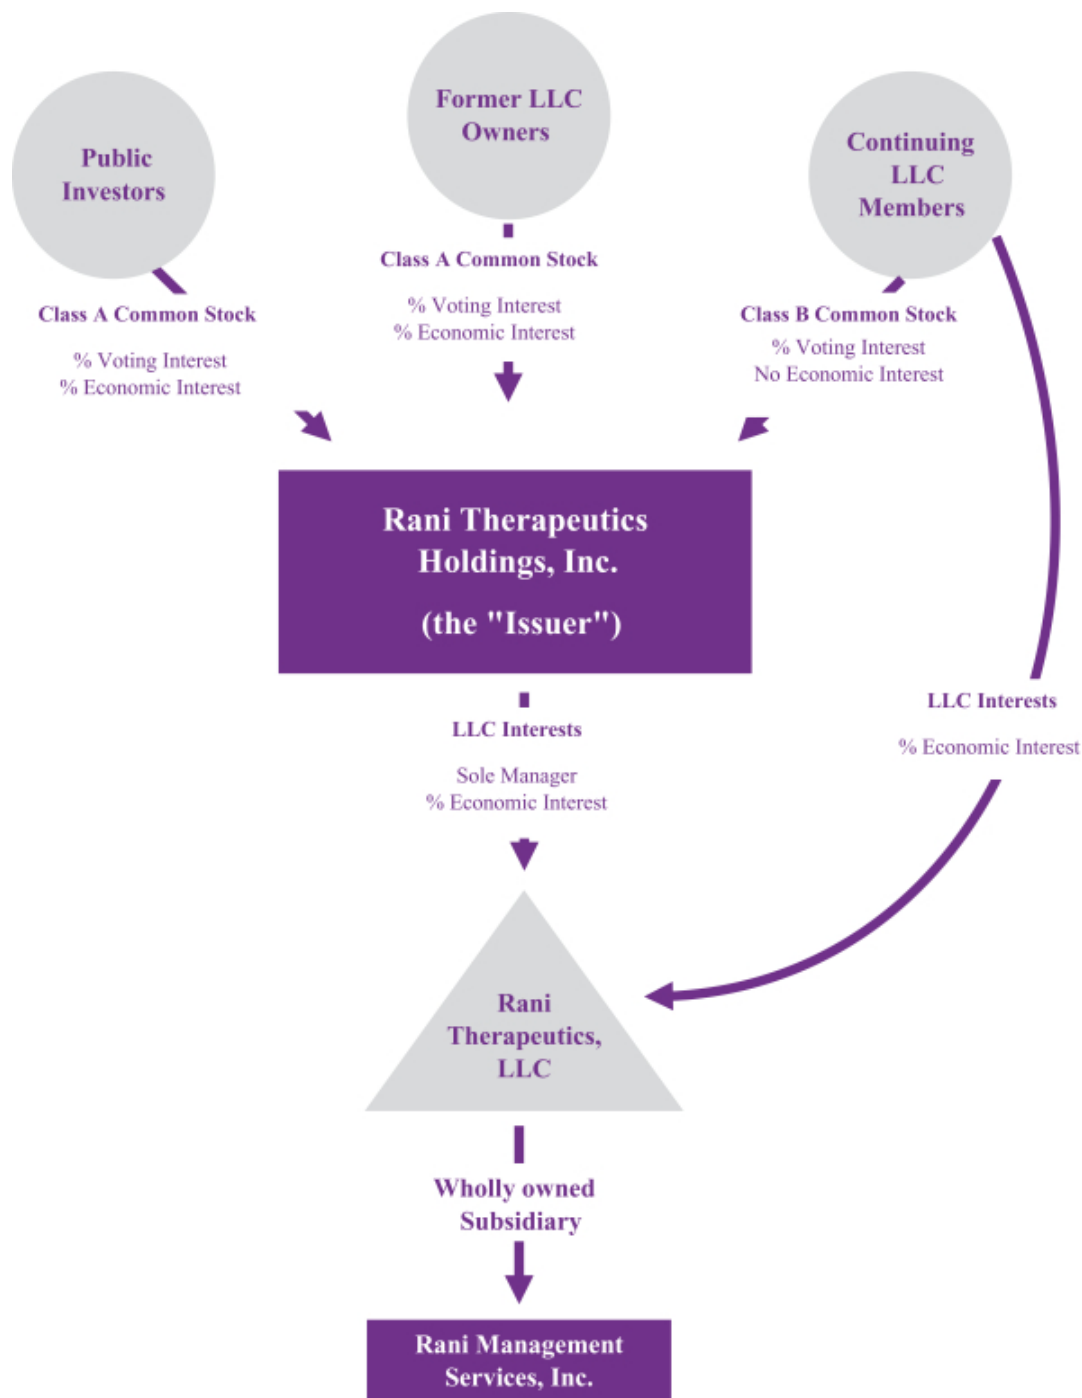 Public
Investors
Former LLC
Owners
Continuing
LLC
Members
Class A Common Stock
% Voting Interest
% Economic Interest
Class A Common Stock
% Voting Interest
% Economic Interest
Class B Common Stock
% Voting Interest
No Economic Interest
Rani Therapeutics
Holdings, Inc.
(the "Issuer")
LLC Interests
Sole Manager
% Economic Interest
LLC Interests
% Economic Interest
Rani
Therapeutics,
LLC
Wholly owned
Subsidiary
Rani Management
Services, Inc.